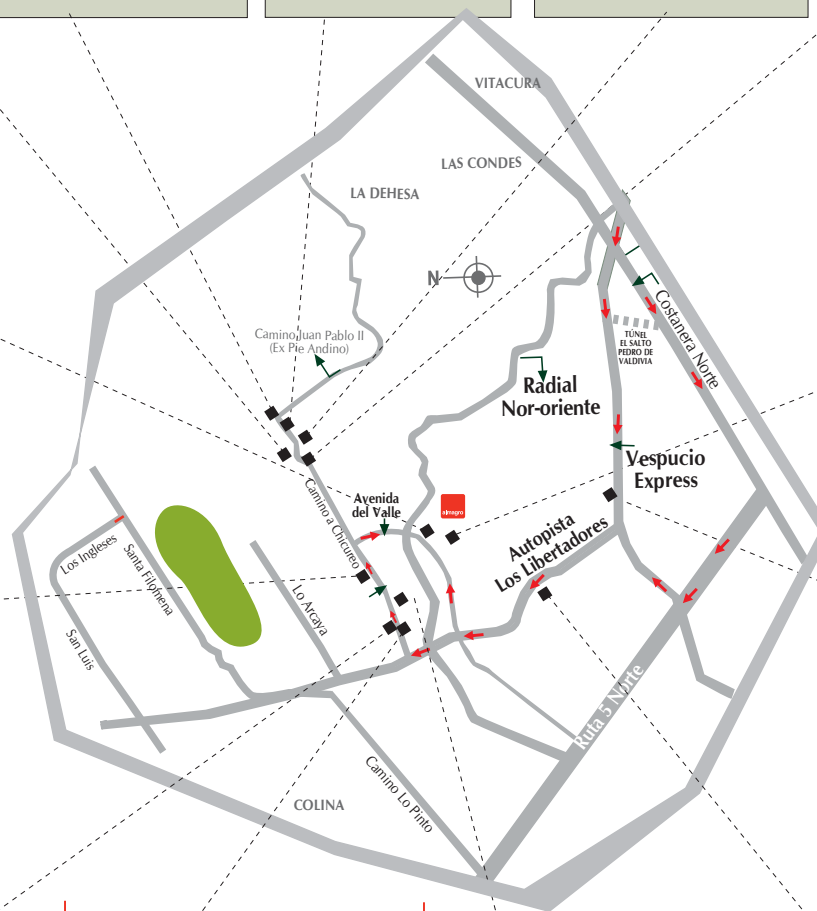 VITACURA
LAS CONDES
LA DEHESA
N
Camino Juan Pablo II
(Ex Pie Andino)
Costanera Norte
TÚNEL
EL SALTO
PEDRO DE
VALDIVIA
Radial
Nor-oriente
Vespucio
Express
Camino a Chicureo
Avenida
del Valle
almagro
Autopista
Los Libertadores
Los Ingleses
Santa Filomena
San Luis
Lo Arcaya
Ruta 5 Norte
Camino Lo Pinto
COLINA